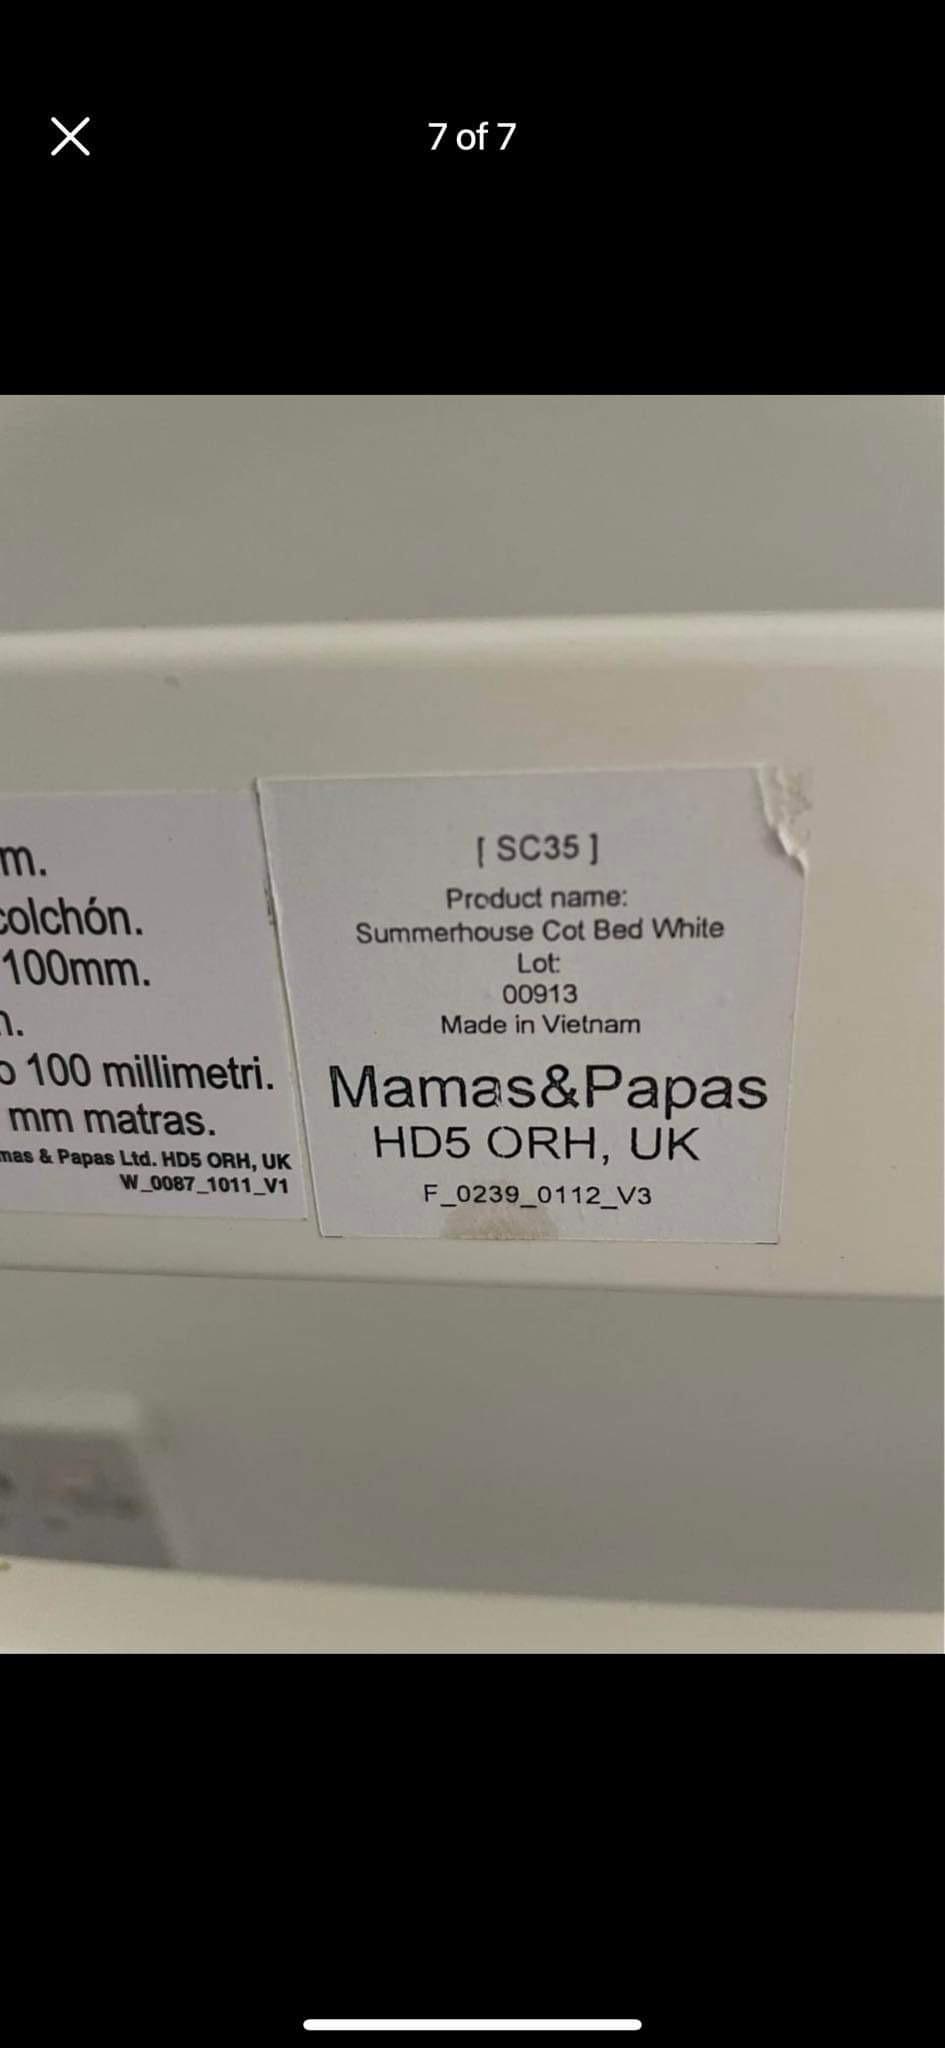 7 of 7
m.
colchón.
100mm.
100 millimetri.
mm matras.
mas & Papas Ltd. HD5 ORH, UK
W_0087_1011_V1
[ SC35 ]
Product name:
Summerhouse Cot Bed White
Lot:
00913
Made in Vietnam
Mamas&Papas
HD5 ORH, UK
F_0239_0112_V3